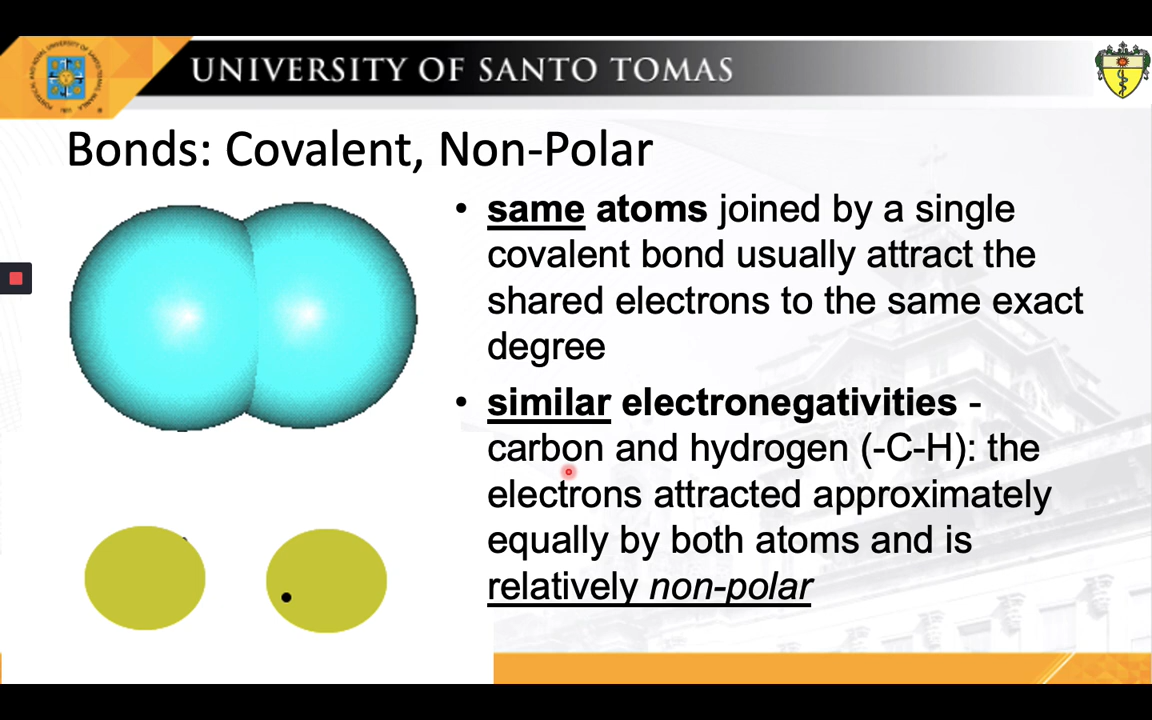 UNIVERSITY OF SANTO TOMAS
Bonds: Covalent, Non-Polar
• same atoms joined by a single
covalent bond usually attract the
shared electrons to the same exact
degree
• similar electronegativities -
carbon and hydrogen (-C-H): the
electrons attracted approximately
equally by both atoms and is
relatively non-polar